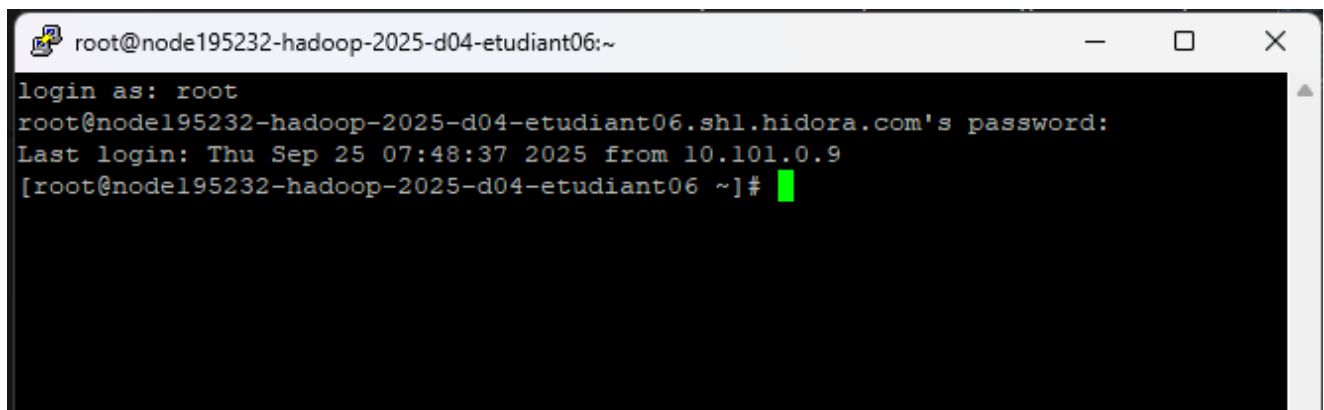 root@node195232-hadoop-2025-d04-etudiant06:~
login as: root
root@node195232-hadoop-2025-d04-etudiant06.sh1.hidora.com's password:
Last login: Thu Sep 25 07:48:37 2025 from 10.101.0.9
[root@node195232-hadoop-2025-d04-etudiant06 ~]#